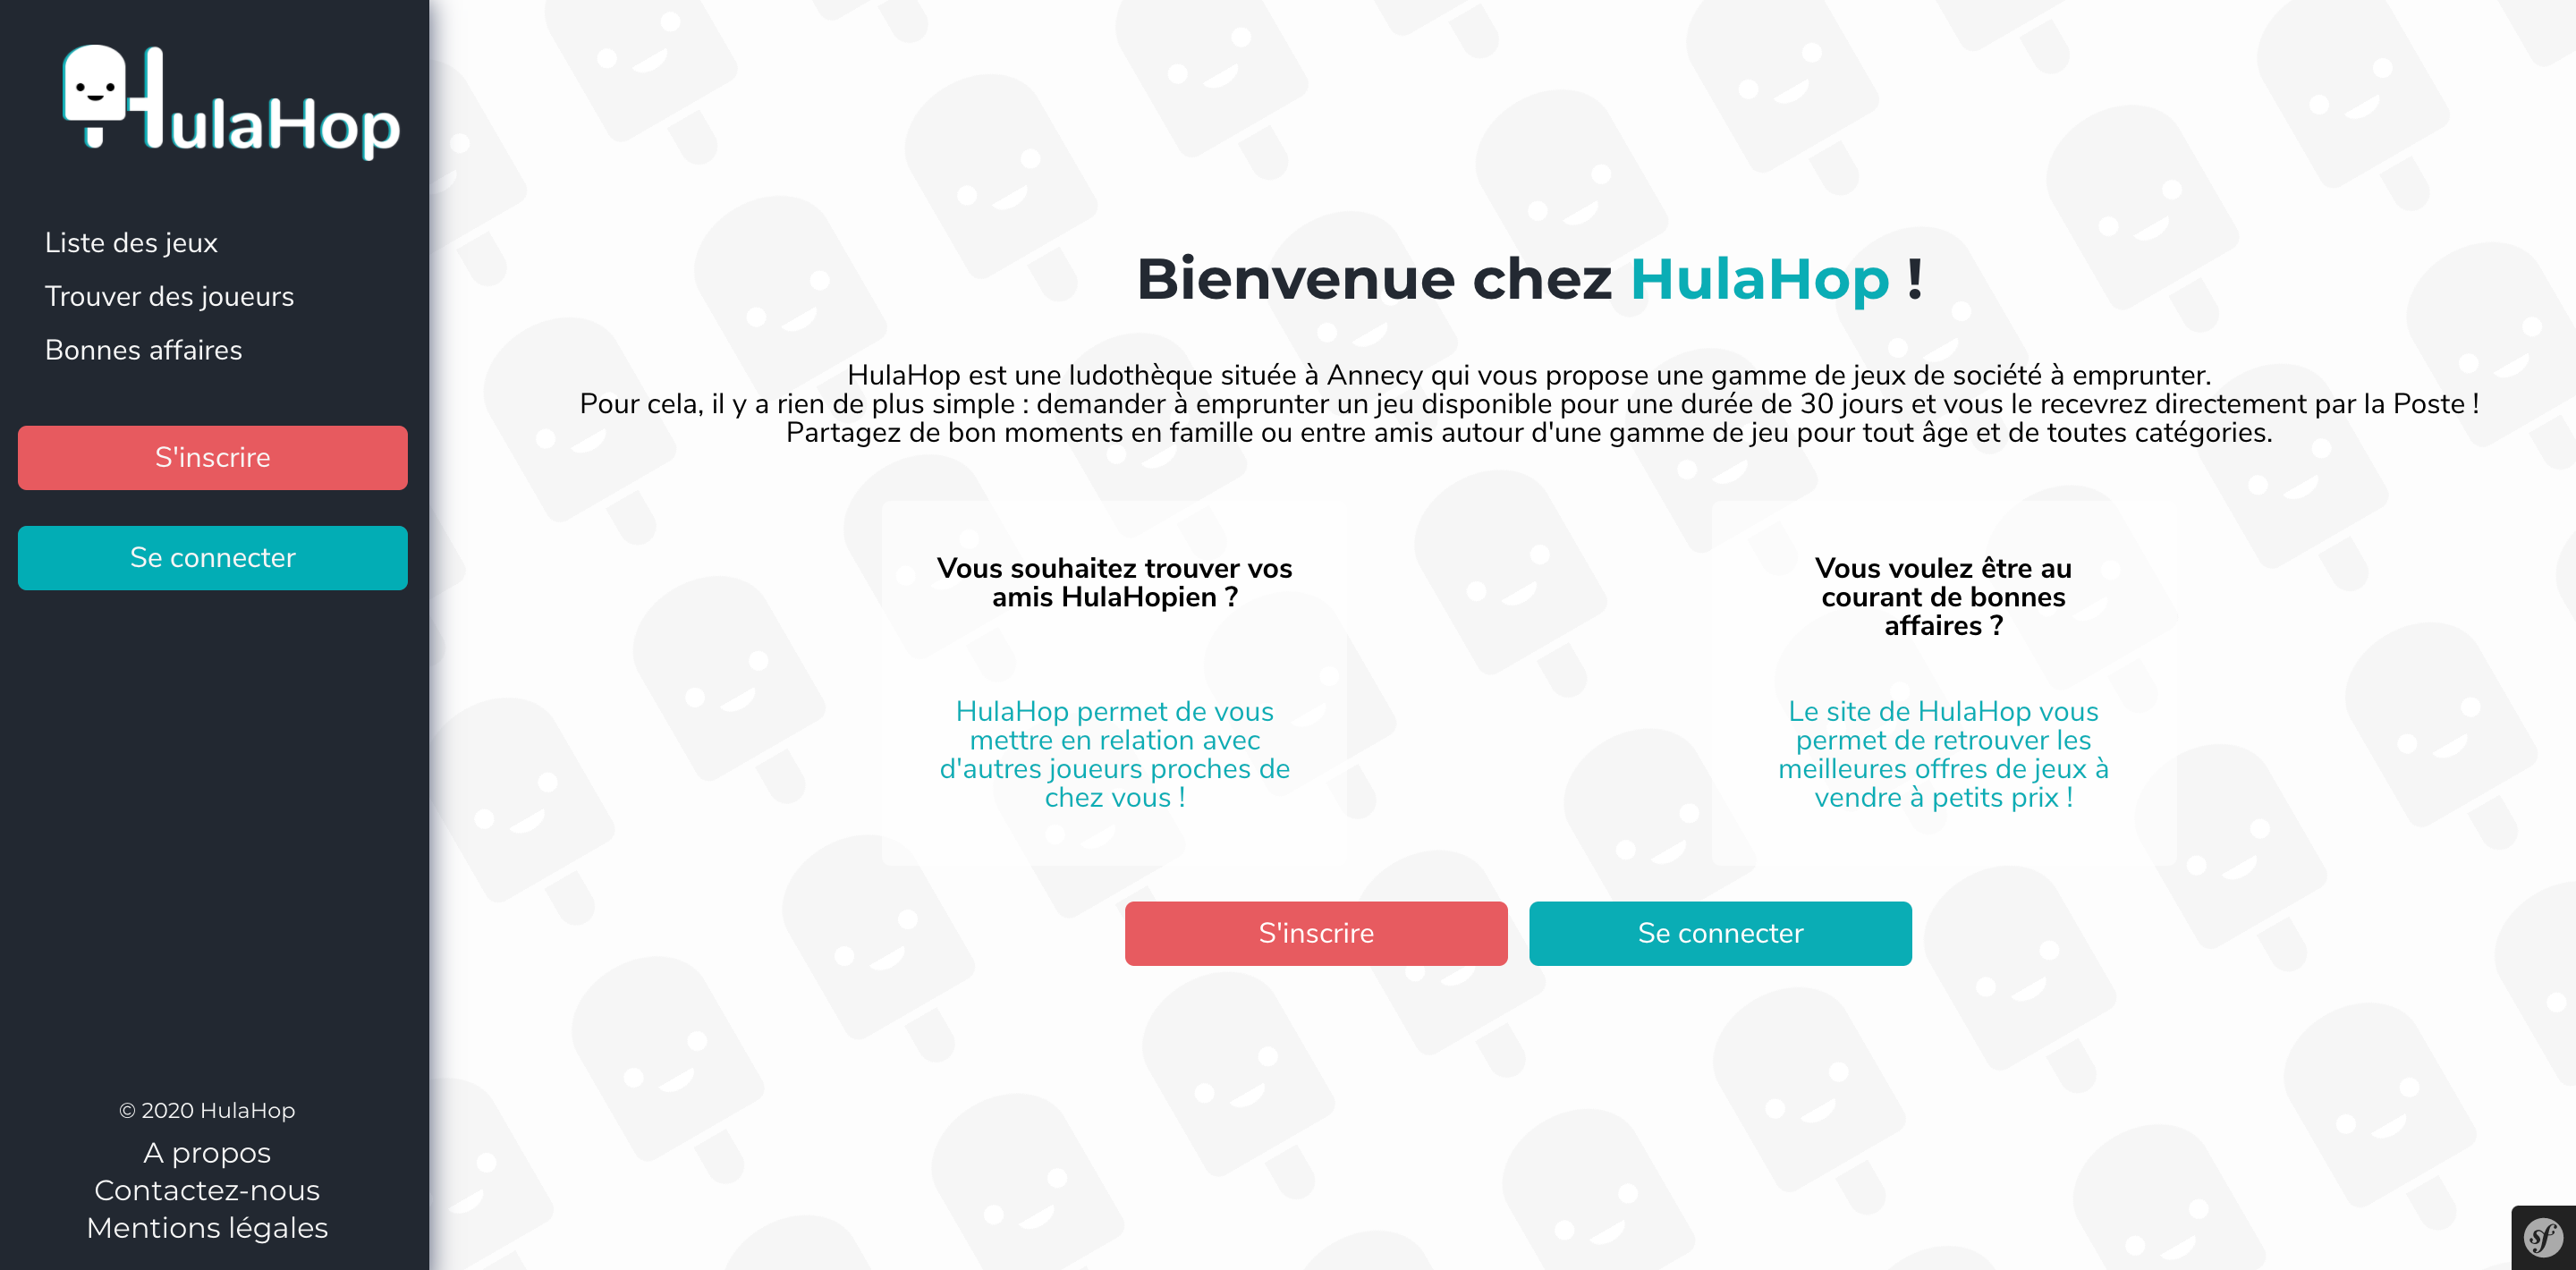 HulaHop
Liste des jeux
Trouver des joueurs
Bonnes affaires
S'inscrire
Se connecter
© 2020 HulaHop
A propos
Contactez-nous
Mentions légales
Bienvenue chez HulaHop !
HulaHop est une ludothèque située à Annecy qui vous propose une gamme de jeux de société à emprunter.
Pour cela, il y a rien de plus simple : demander à emprunter un jeu disponible pour une durée de 30 jours et vous le recevrez directement par la Poste !
Partagez de bon moments en famille ou entre amis autour d'une gamme de jeu pour tout âge et de toutes catégories.
Vous souhaitez trouver vos
amis HulaHopien ?
HulaHop permet de vous
mettre en relation avec
d'autres joueurs proches de
chez vous !
Vous voulez être au
courant de bonnes
affaires ?
Le site de HulaHop vous
permet de retrouver les
meilleures offres de jeux à
vendre à petits prix !
S'inscrire
Se connecter
sf